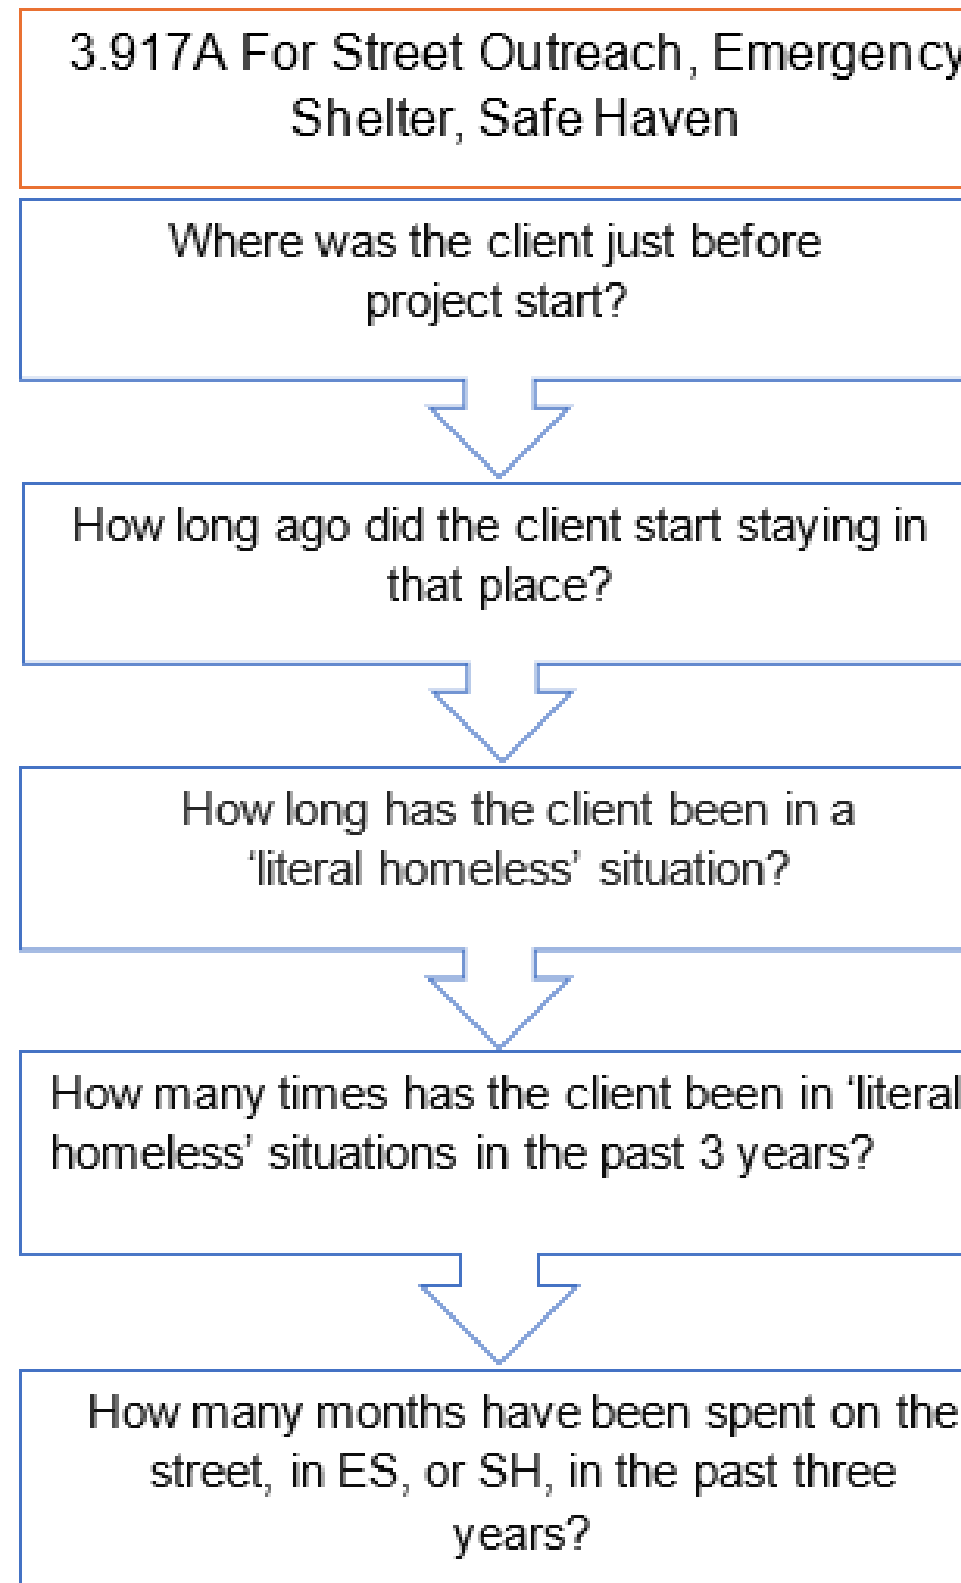 3.917A For Street Outreach, Emergency
Shelter, Safe Haven
Where was the client just before
project start?
How long ago did the client start staying in
that place?
How long has the client been in a
‘literal homeless’ situation?
How many times has the client been in ‘literal
homeless’ situations in the past 3 years?
How many months have been spent on the
street, in ES, or SH, in the past three
years?